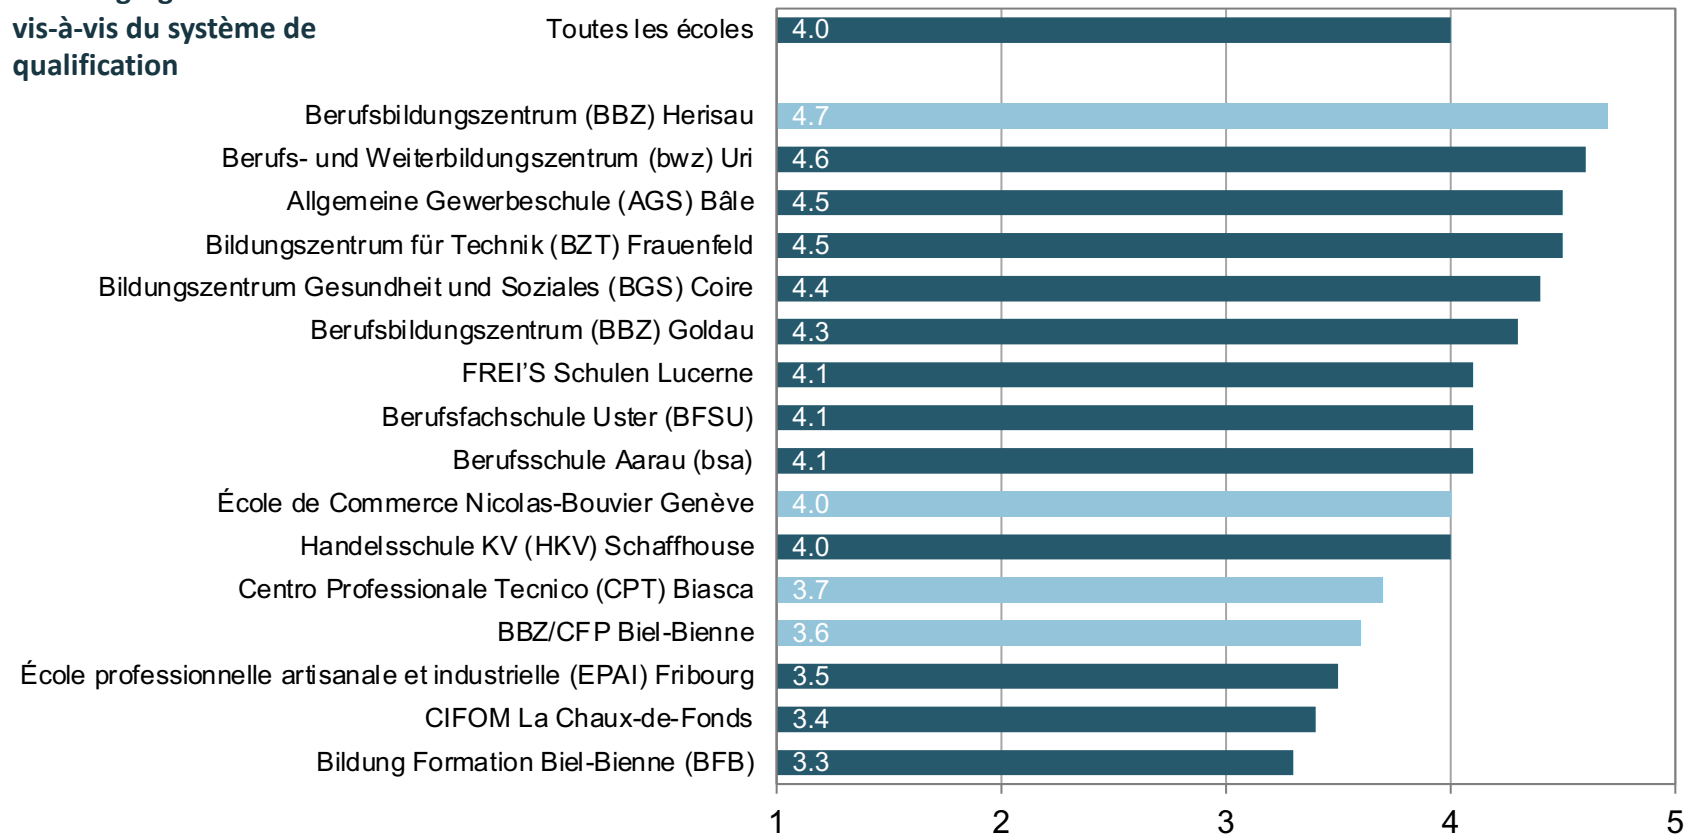 vis-à-vis du système de
qualification
Toutes les écoles 4.0
Berufsbildungszentrum (BBZ) Herisau 4.7
Berufs- und Weiterbildungszentrum (bwz) Uri 4.6
Allgemeine Gewerbeschule (AGS) Bâle 4.5
Bildungszentrum für Technik (BZT) Frauenfeld 4.5
Bildungszentrum Gesundheit und Soziales (BGS) Coire 4.4
Berufsbildungszentrum (BBZ) Goldau 4.3
FREI’S Schulen Lucerne 4.1
Berufsfachschule Uster (BFSU) 4.1
Berufsschule Aarau (bsa) 4.1
École de Commerce Nicolas-Bouvier Genève 4.0
Handelsschule KV (HKV) Schaffhouse 4.0
Centro Professionale Tecnico (CPT) Biasca 3.7
BBZ/CFP Biel-Bienne 3.6
École professionnelle artisanale et industrielle (EPAI) Fribourg 3.5
CIFOM La Chaux-de-Fonds 3.4
Bildung Formation Biel-Bienne (BFB) 3.3
1 2 3 4 5